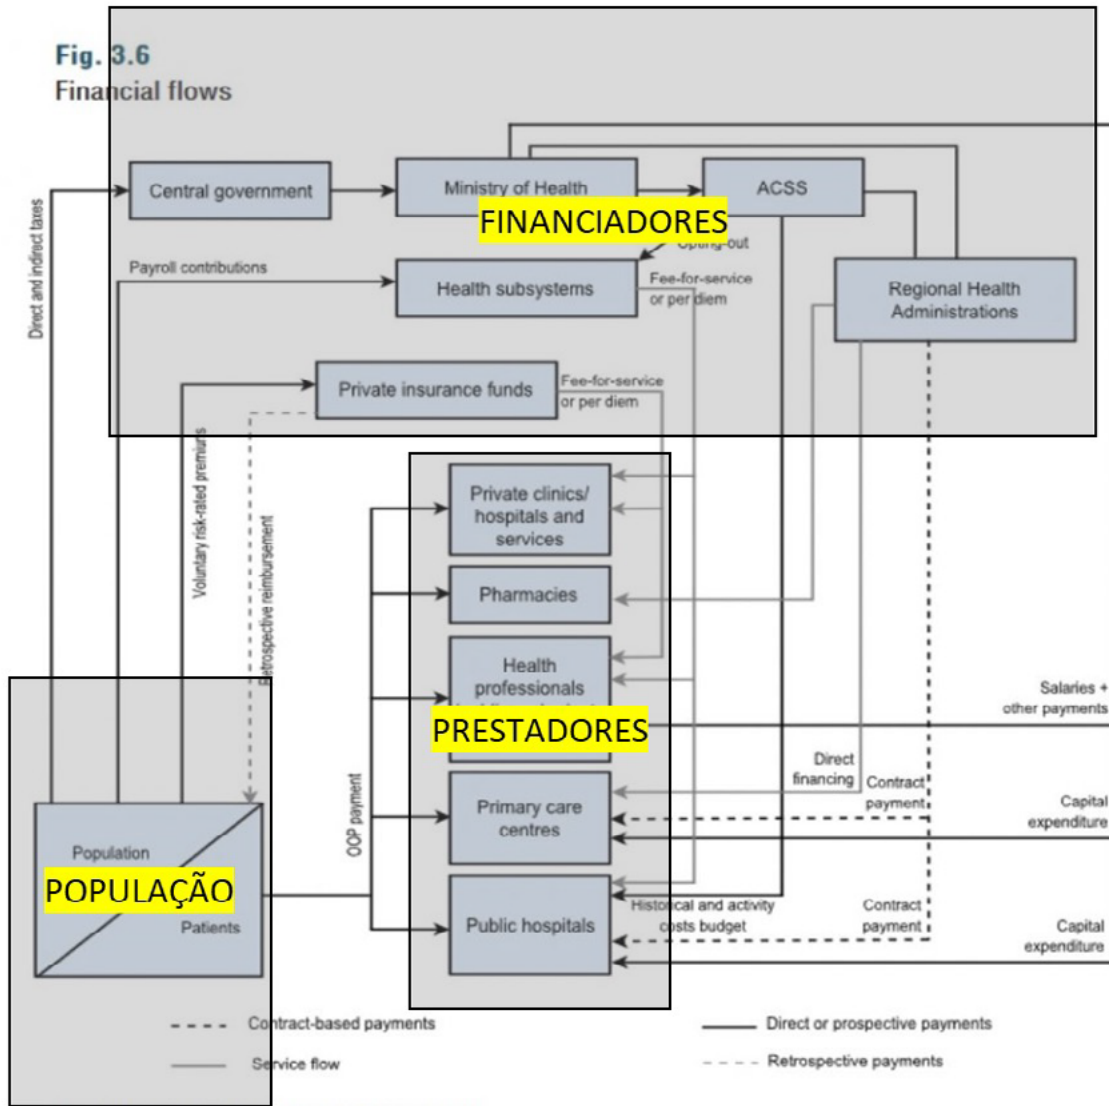 Fig. 3.6
Financial flows
Central government
Ministry of Health
ACSS
FINANCIADORES
Opting-out
Direct and indirect taxes
Payroll contributions
Health subsystems
Fee-for-service
or per diem
Regional Health
Administrations
Private insurance funds
Fee-for-service
or per diem
Voluntary risk-rated premiums
Retrospective reimbursement
Private clinics/
hospitals and
services
Pharmacies
Health
professionals
PRESTADORES
Salaries +
other payments
Direct
financing
Contract
payment
Capital
expenditure
OOP payment
Primary care
centres
Population
POPULAÇÃO
Patients
Public hospitals
Historical and activity
costs budget
Contract
payment
Capital
expenditure
Contract-based payments
Direct or prospective payments
Service flow
Retrospective payments